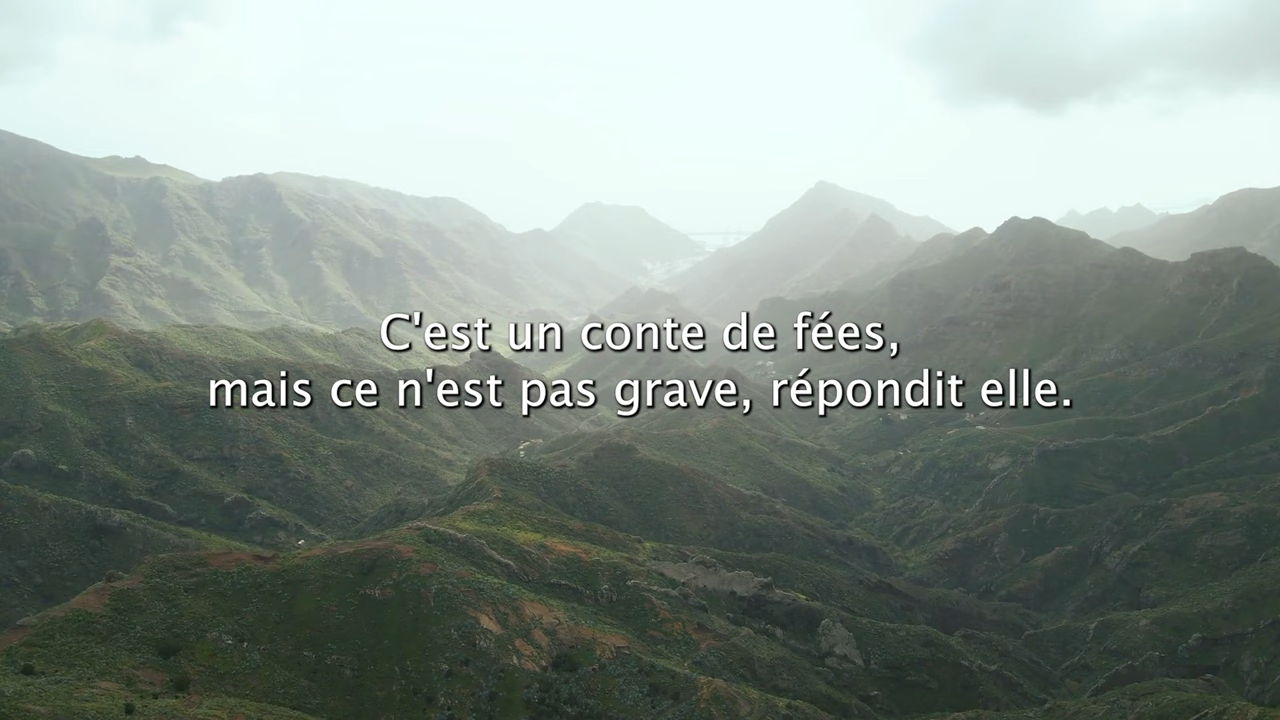 C'est un conte de fées,
mais ce n'est pas grave, répondit elle.